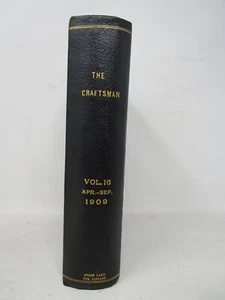 THE
CRAFTSMAN
VOL. 16
APR.-SEP.
1909